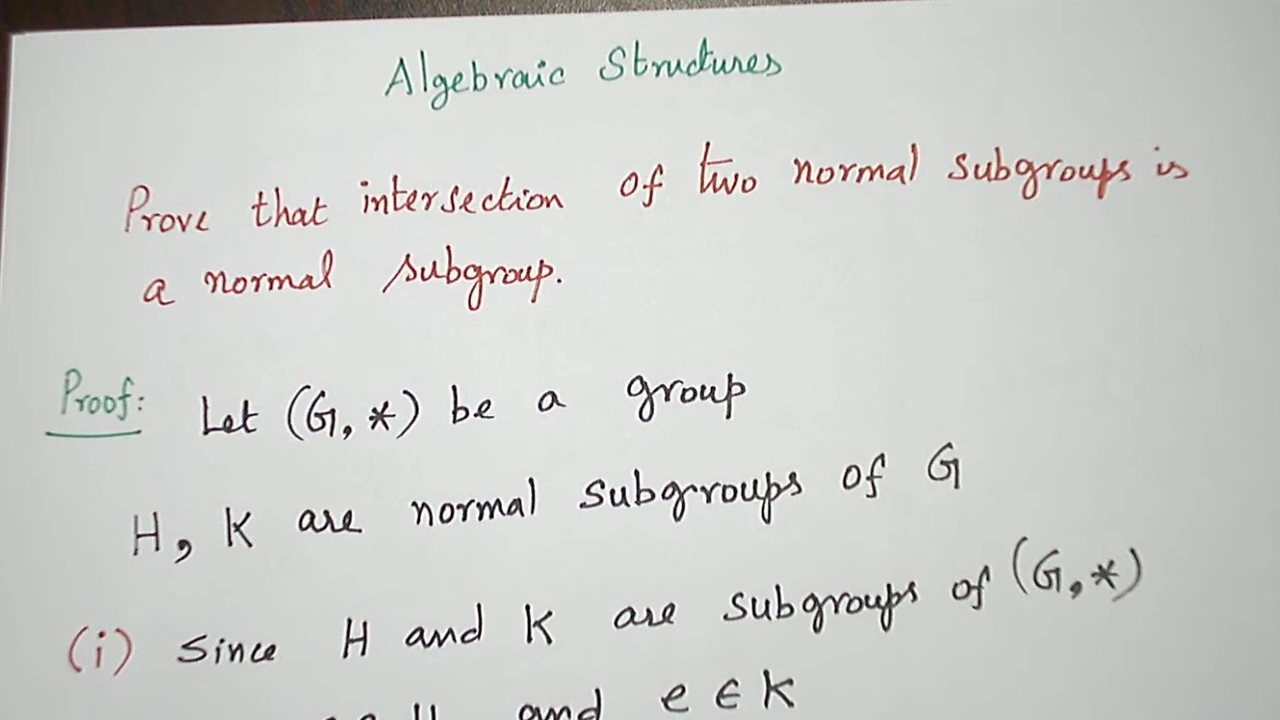 Algebraic Structures
Prove that intersection of two normal subgroups is
a normal subgroup.
Proof: Let (G, *) be a group
H, K are normal subgroups of G
(i) Since H and K are subgroups of (G, *)
and e ∈ K